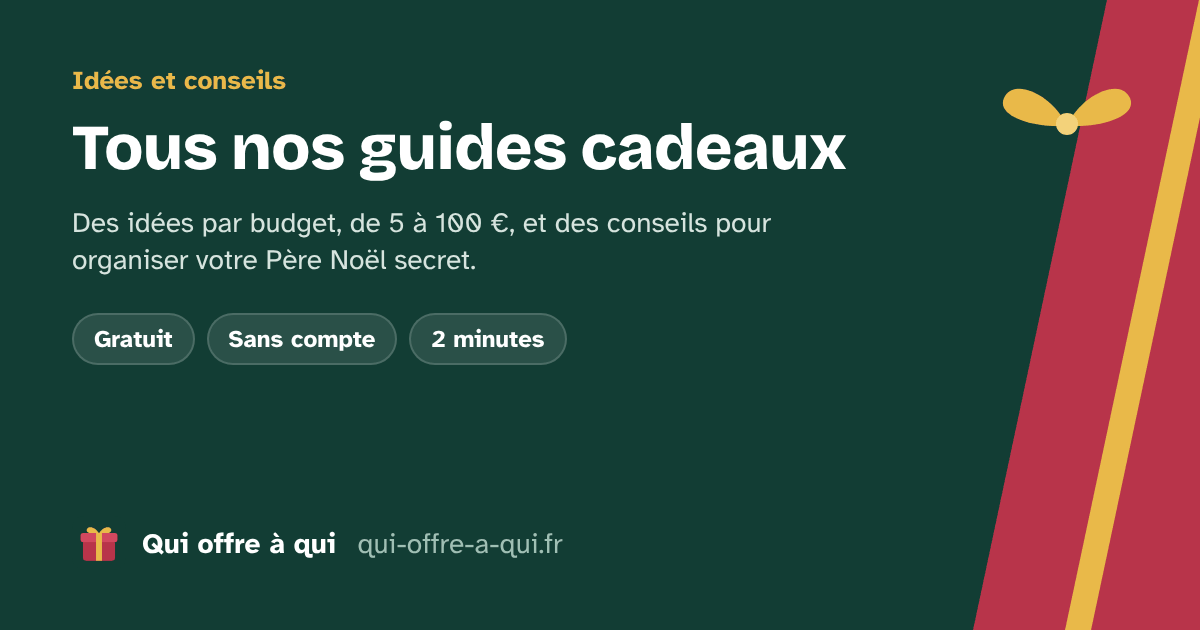 Idées et conseils
Tous nos guides cadeaux
Des idées par budget, de 5 à 100 €, et des conseils pour
organiser votre Père Noël secret.
Gratuit Sans compte 2 minutes
Qui offre à qui qui-offre-a-qui.fr